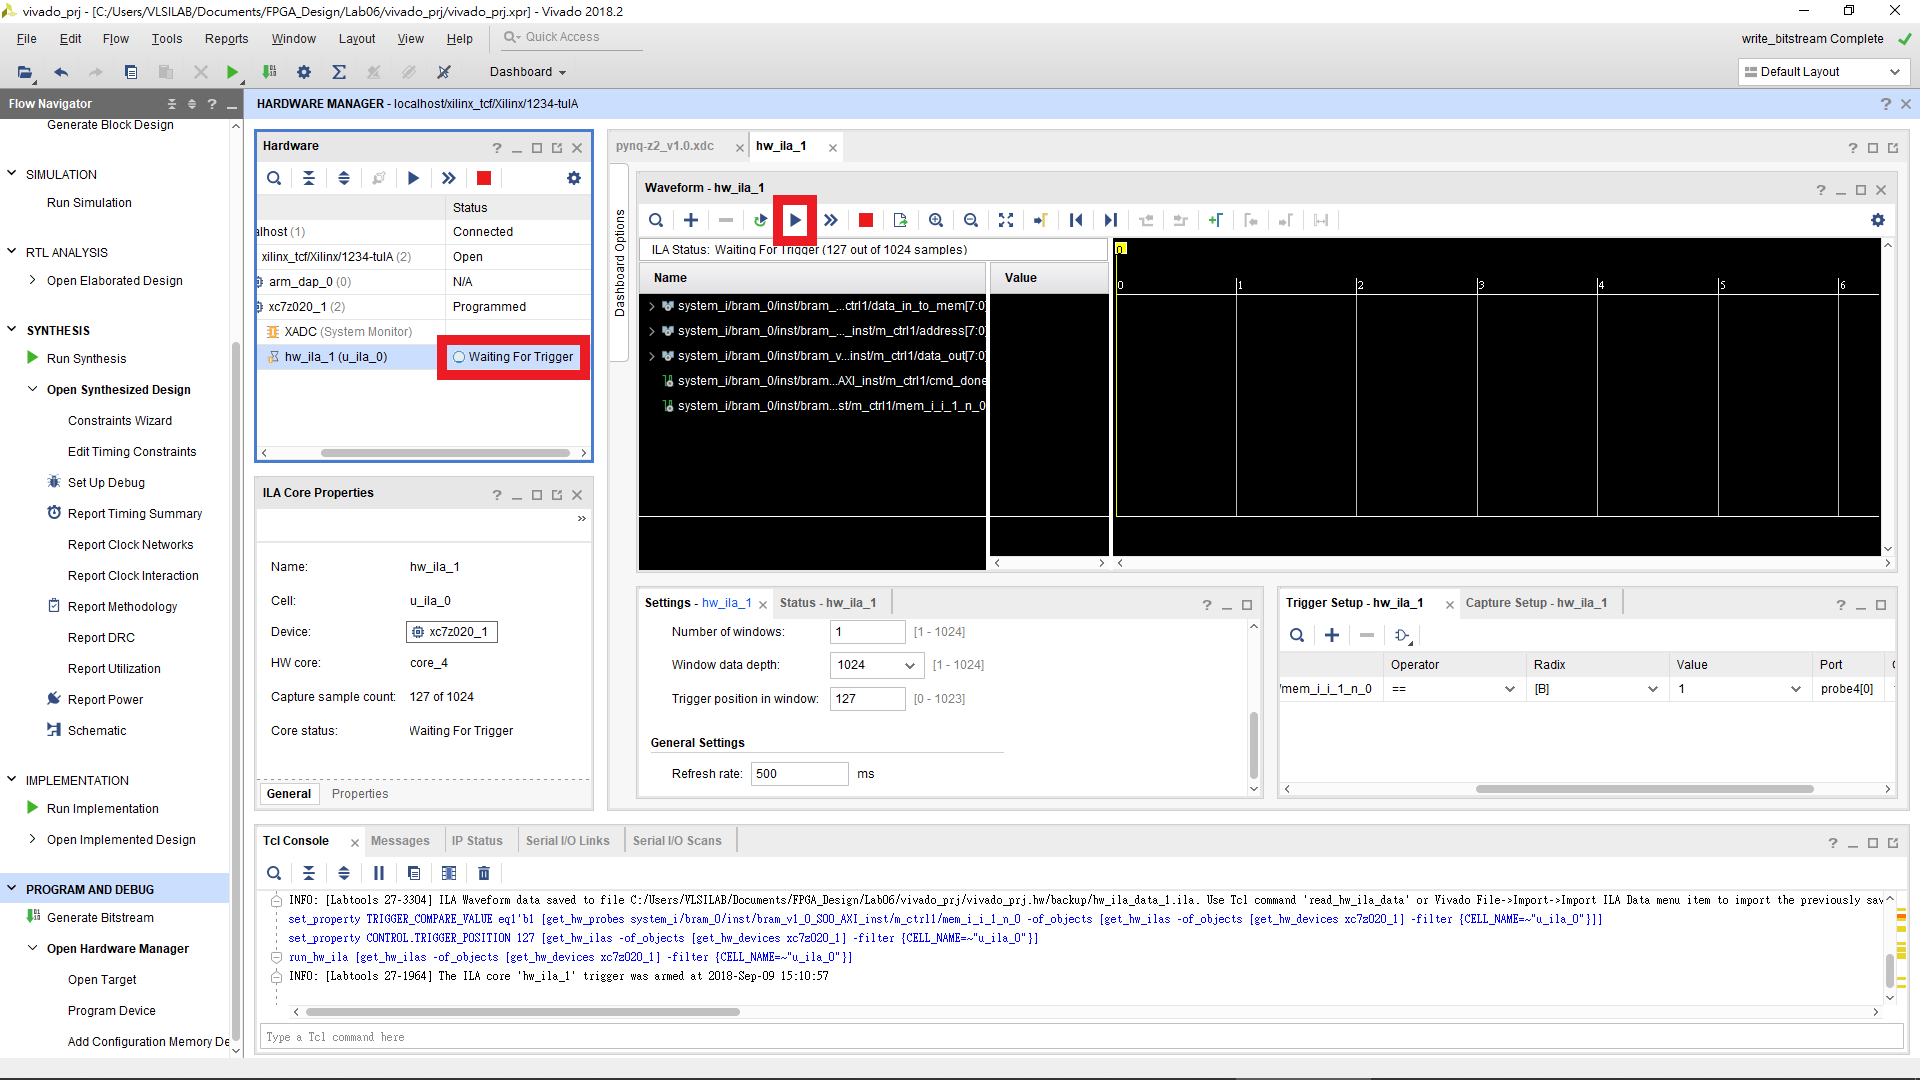 vivado_prj - [C:/Users/VLSILAB/Documents/FPGA_Design/Lab06/vivado_prj/vivado_prj.xpr] - Vivado 2018.2
File Edit Flow Tools Reports Window Layout View Help Quick Access
write_bitstream Complete
Dashboard
Default Layout
Flow Navigator
HARDWARE MANAGER - localhost/xilinx_tcf/Xilinx/1234-tulA
Generate Block Design
SIMULATION
Run Simulation
RTL ANALYSIS
Open Elaborated Design
SYNTHESIS
Run Synthesis
Open Synthesized Design
Constraints Wizard
Edit Timing Constraints
Set Up Debug
Report Timing Summary
Report Clock Networks
Report Clock Interaction
Report Methodology
Report DRC
Report Utilization
Report Power
Schematic
IMPLEMENTATION
Run Implementation
Open Implemented Design
PROGRAM AND DEBUG
Generate Bitstream
Open Hardware Manager
Open Target
Program Device
Add Configuration Memory De
Hardware
Status
alhost (1) Connected
xilinx_tcf/Xilinx/1234-tulA (2) Open
arm_dap_0 (0) N/A
xc7z020_1 (2) Programmed
XADC (System Monitor)
hw_ila_1 (u_ila_0) Waiting For Trigger
ILA Core Properties
Name: hw_ila_1
Cell: u_ila_0
Device: xc7z020_1
HW core: core_4
Capture sample count: 127 of 1024
Core status: Waiting For Trigger
General Properties
pynq-z2_v1.0.xdc hw_ila_1
Dashboard Options
Waveform - hw_ila_1
ILA Status: Waiting For Trigger (127 out of 1024 samples)
Name Value
system_i/bram_0/inst/bram_...ctrl1/data_in_to_mem[7:0]
system_i/bram_0/inst/bram_..._inst/m_ctrl1/address[7:0]
system_i/bram_0/inst/bram_v...inst/m_ctrl1/data_out[7:0]
system_i/bram_0/inst/bram...AXI_inst/m_ctrl1/cmd_done
system_i/bram_0/inst/bram...st/m_ctrl1/mem_i_i_1_n_0
0
0 1 2 3 4 5 6
Settings - hw_ila_1 Status - hw_ila_1
Number of windows: 1 [1 - 1024]
Window data depth: 1024 [1 - 1024]
Trigger position in window: 127 [0 - 1023]
General Settings
Refresh rate: 500 ms
Trigger Setup - hw_ila_1 Capture Setup - hw_ila_1
Operator Radix Value Port
/mem_i_i_1_n_0 == [B] 1 probe4[0]
Tcl Console Messages IP Status Serial I/O Links Serial I/O Scans
INFO: [Labtools 27-3304] ILA Waveform data saved to file C:/Users/VLSILAB/Documents/FPGA_Design/Lab06/vivado_prj/vivado_prj.hw/backup/hw_ila_data_1.ila. Use Tcl command 'read_hw_ila_data' or Vivado File->Import->Import ILA Data menu item to import the previously sav
set_property TRIGGER_COMPARE_VALUE eq1'b1 [get_hw_probes system_i/bram_0/inst/bram_v1_0_S00_AXI_inst/m_ctrl1/mem_i_i_1_n_0 -of_objects [get_hw_ilas -of_objects [get_hw_devices xc7z020_1] -filter {CELL_NAME=~"u_ila_0"}]]
set_property CONTROL.TRIGGER_POSITION 127 [get_hw_ilas -of_objects [get_hw_devices xc7z020_1] -filter {CELL_NAME=~"u_ila_0"}]
run_hw_ila [get_hw_ilas -of_objects [get_hw_devices xc7z020_1] -filter {CELL_NAME=~"u_ila_0"}]
INFO: [Labtools 27-1964] The ILA core 'hw_ila_1' trigger was armed at 2018-Sep-09 15:10:57
Type a Tcl command here